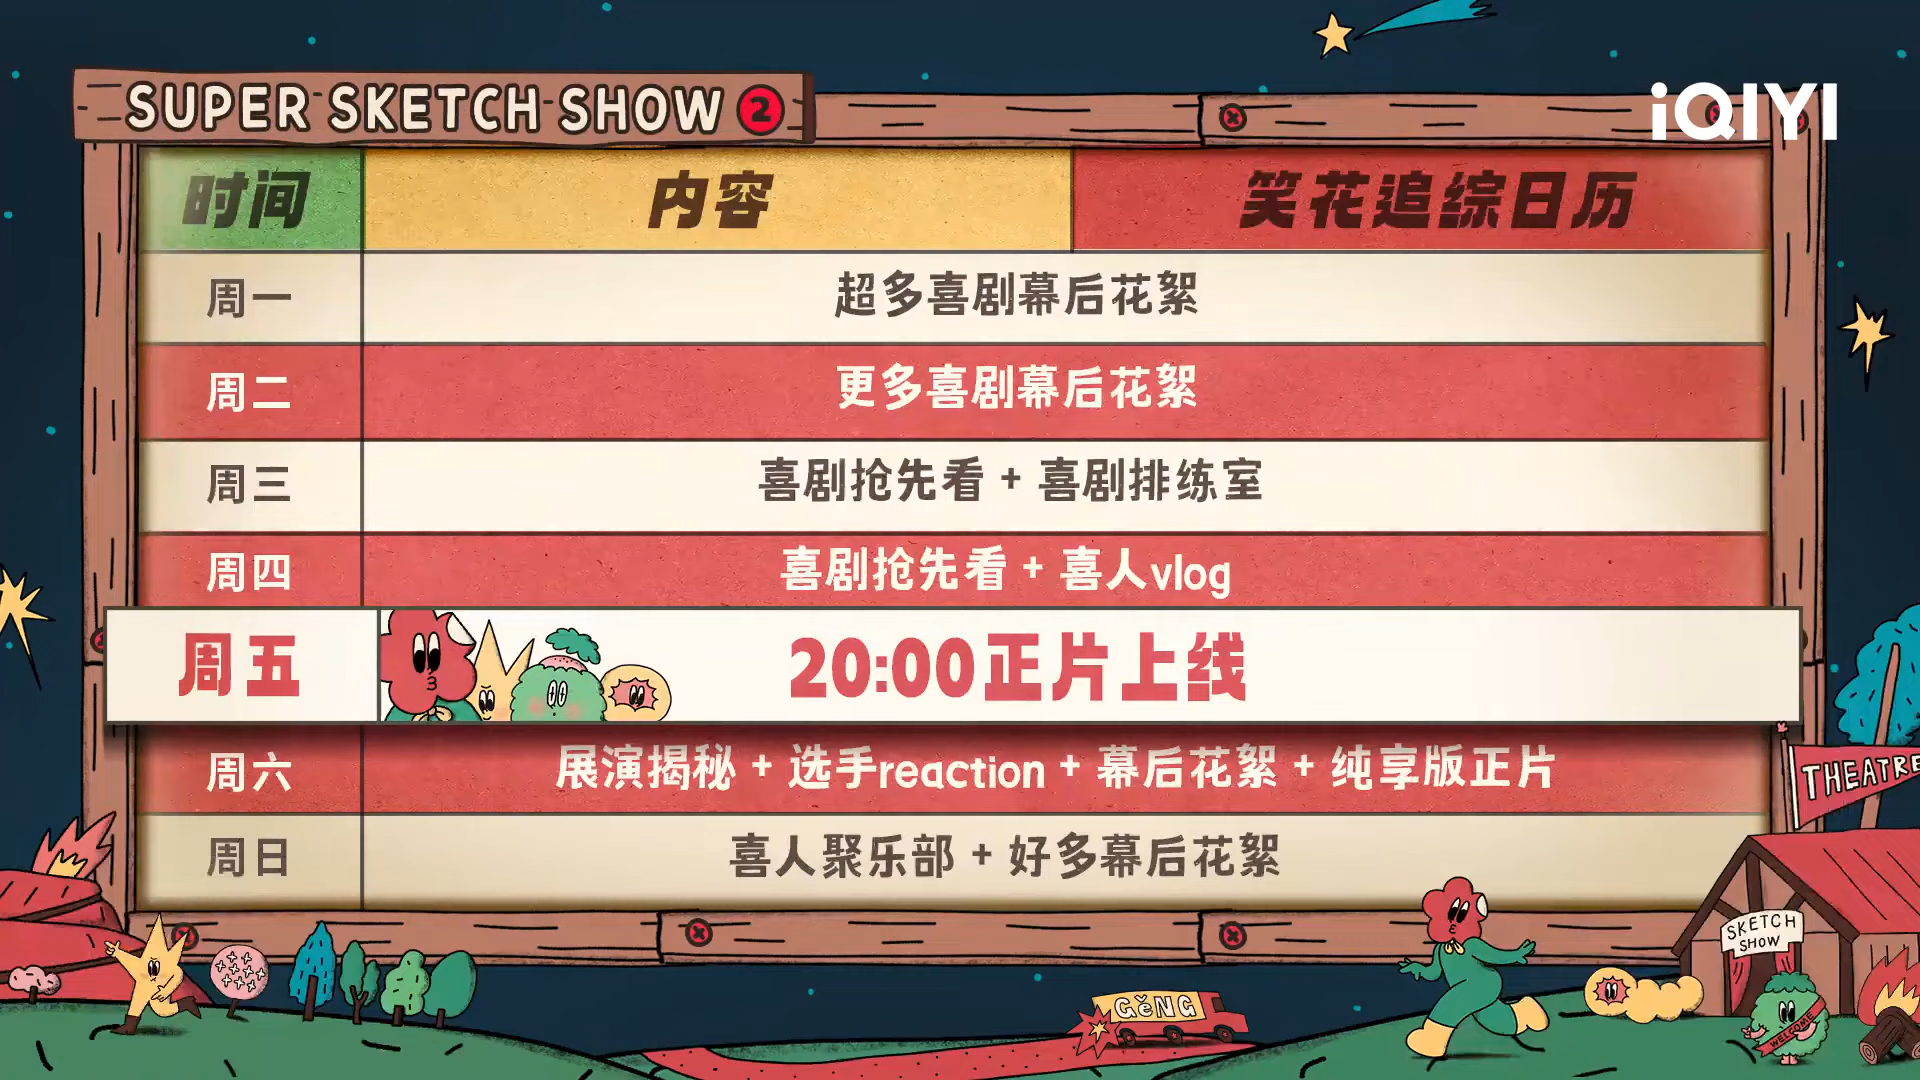 SUPER SKETCH SHOW 2
iQIYI
时间 内容 笑花追综日历
周一 超多喜剧幕后花絮
周二 更多喜剧幕后花絮
周三 喜剧抢先看 + 喜剧排练室
周四 喜剧抢先看 + 喜人vlog
周五 20:00正片上线
周六 展演揭秘 + 选手reaction + 幕后花絮 + 纯享版正片
周日 喜人聚乐部 + 好多幕后花絮
THEATRE
SKETCH
SHOW
GěNG
WELCOME